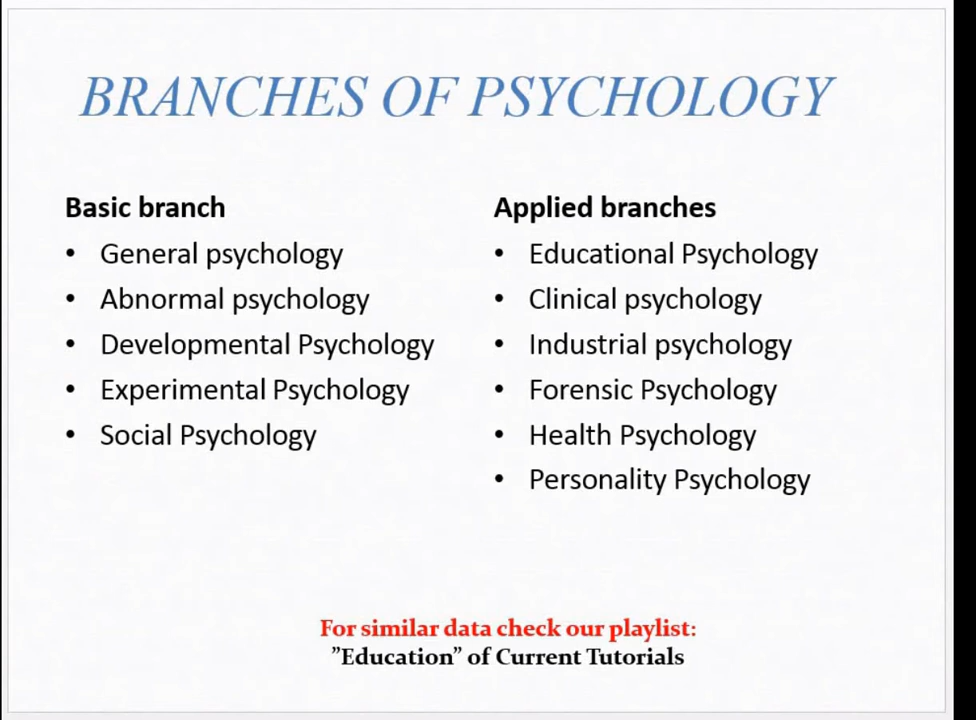 BRANCHES OF PSYCHOLOGY
Basic branch
• General psychology
• Abnormal psychology
• Developmental Psychology
• Experimental Psychology
• Social Psychology
Applied branches
• Educational Psychology
• Clinical psychology
• Industrial psychology
• Forensic Psychology
• Health Psychology
• Personality Psychology
For similar data check our playlist:
”Education” of Current Tutorials